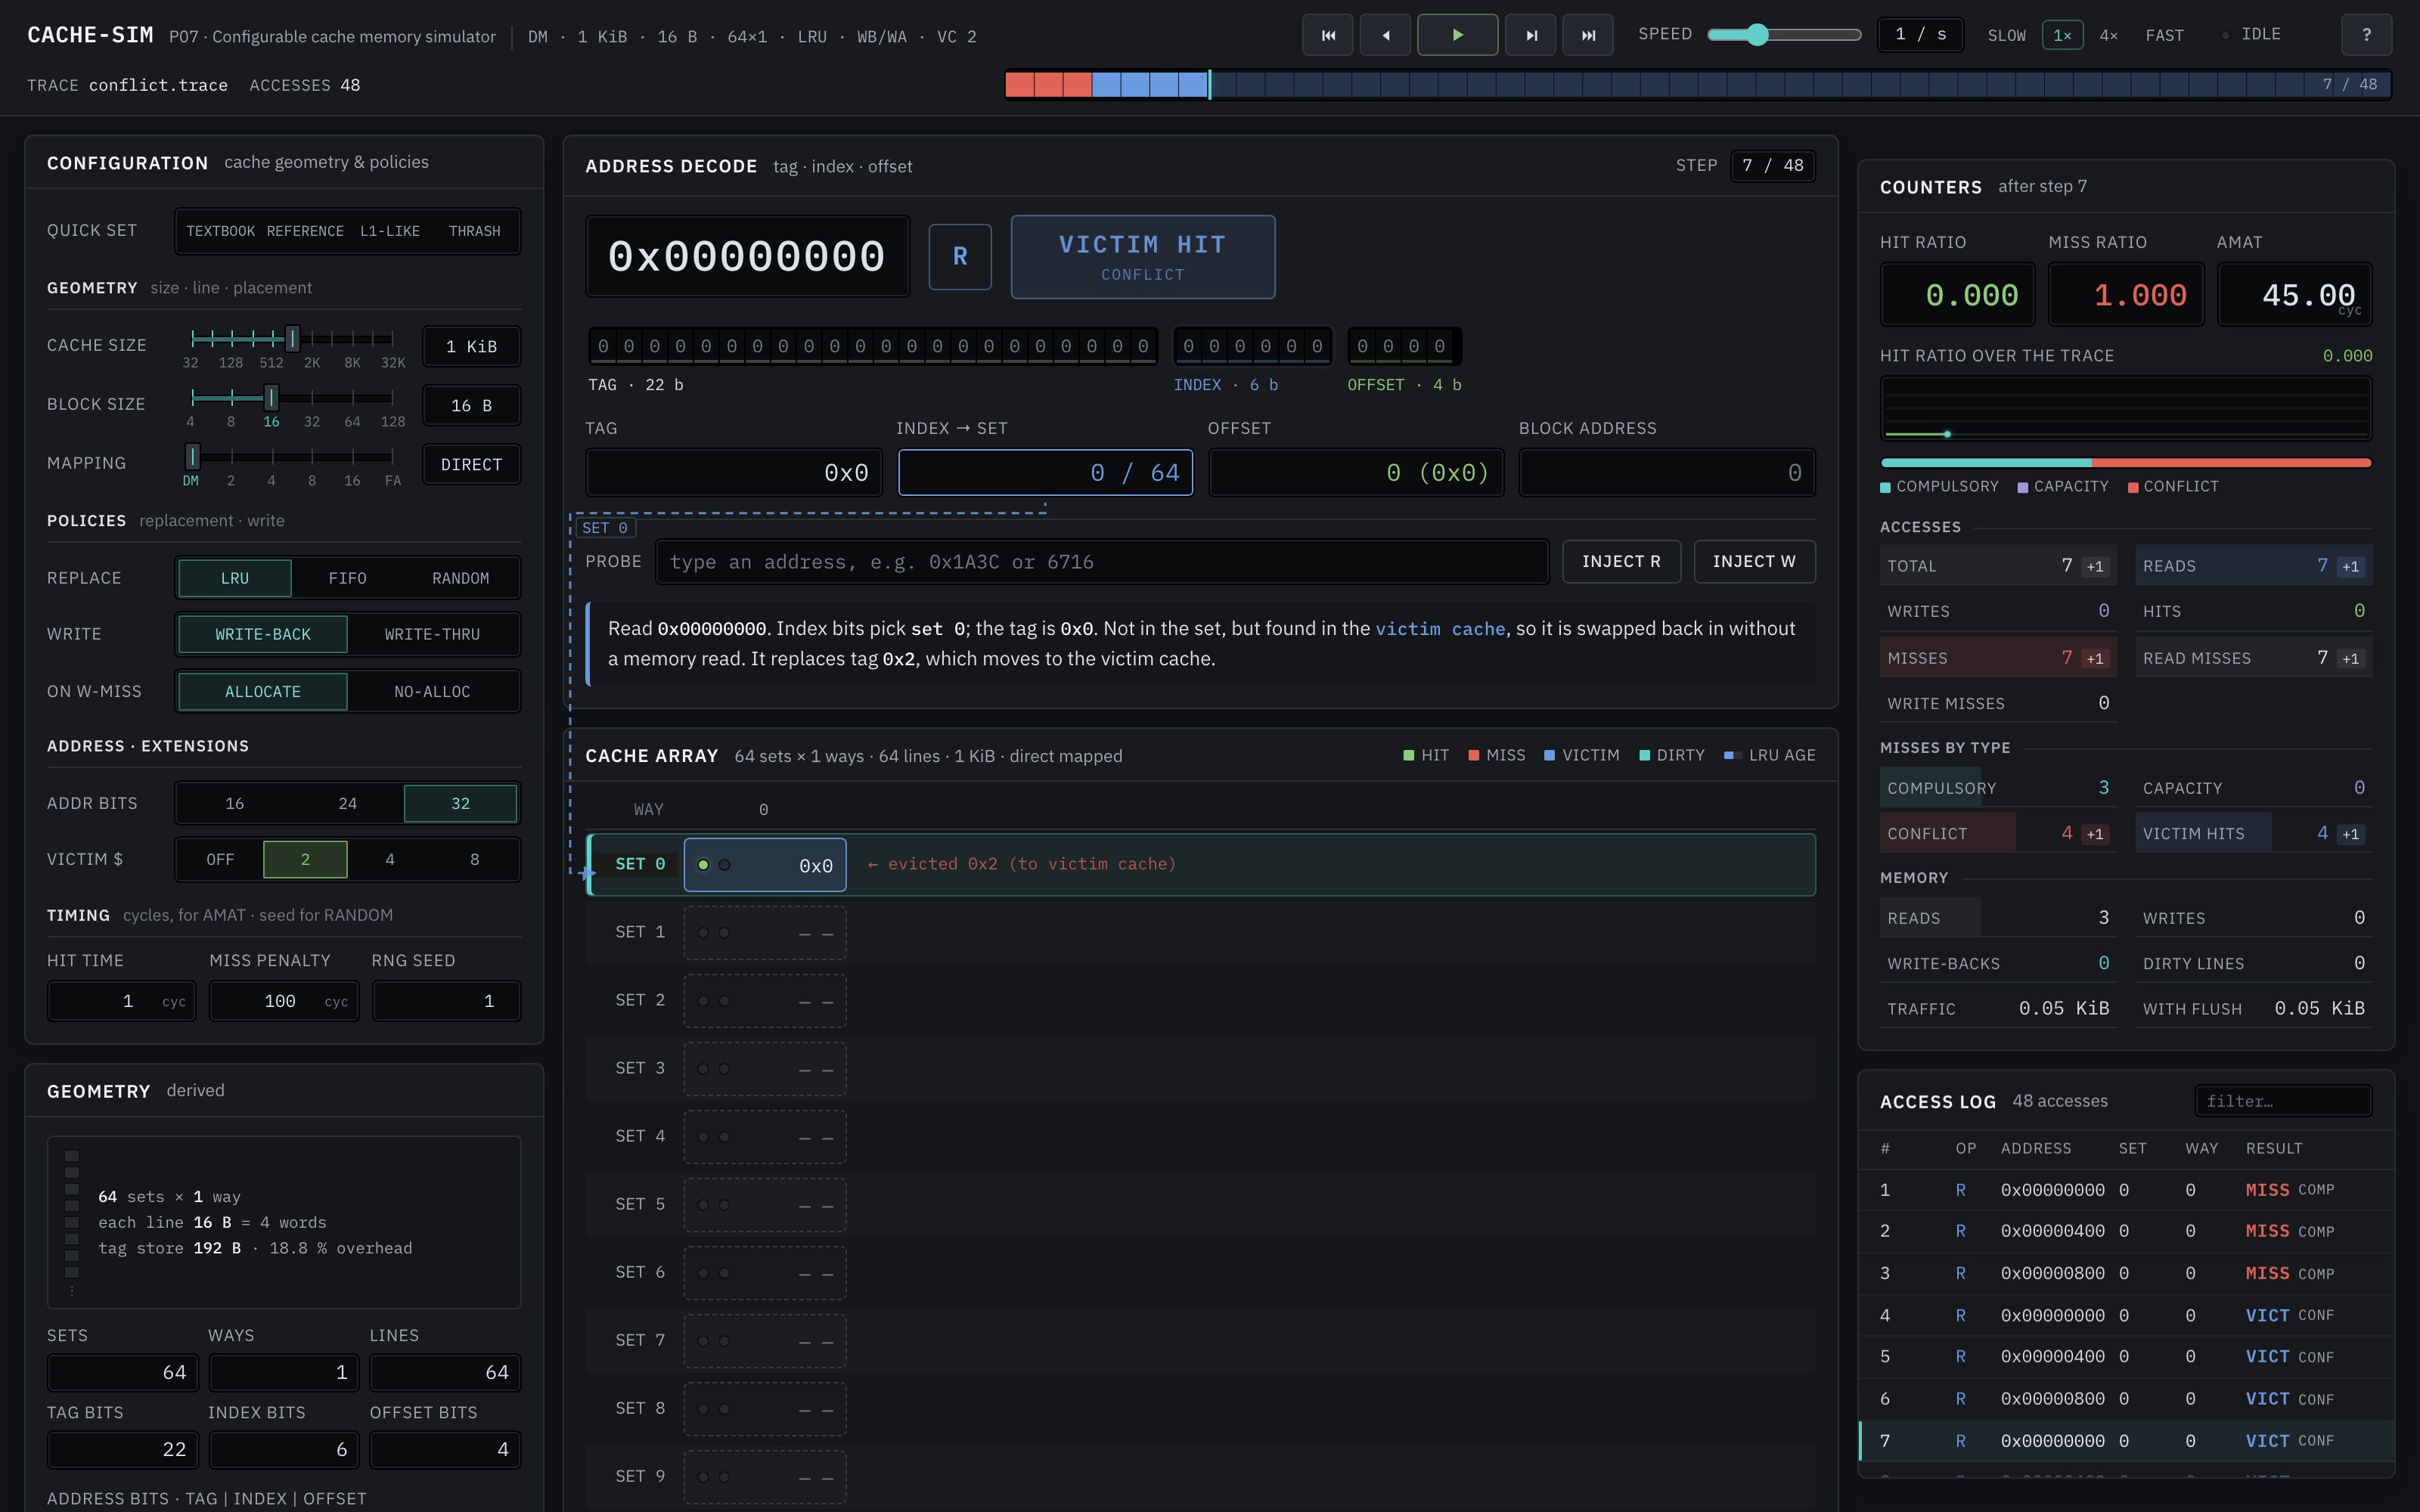 CACHE-SIM P07 · Configurable cache memory simulator DM · 1 KiB · 16 B · 64×1 · LRU · WB/WA · VC 2
SPEED 1 / s SLOW 1× 4× FAST IDLE ?
TRACE conflict.trace ACCESSES 48
7 / 48
CONFIGURATION cache geometry & policies
QUICK SET TEXTBOOK REFERENCE L1-LIKE THRASH
GEOMETRY size · line · placement
CACHE SIZE 1 KiB
32 128 512 2K 8K 32K
BLOCK SIZE 16 B
4 8 16 32 64 128
MAPPING DIRECT
DM 2 4 8 16 FA
POLICIES replacement · write
REPLACE LRU FIFO RANDOM
WRITE WRITE-BACK WRITE-THRU
ON W-MISS ALLOCATE NO-ALLOC
ADDRESS · EXTENSIONS
ADDR BITS 16 24 32
VICTIM $ OFF 2 4 8
TIMING cycles, for AMAT · seed for RANDOM
HIT TIME MISS PENALTY RNG SEED
1 cyc 100 cyc 1
GEOMETRY derived
64 sets × 1 way
each line 16 B = 4 words
tag store 192 B · 18.8 % overhead
SETS WAYS LINES
64 1 64
TAG BITS INDEX BITS OFFSET BITS
22 6 4
ADDRESS BITS · TAG | INDEX | OFFSET
ADDRESS DECODE tag · index · offset STEP 7 / 48
0x00000000 R VICTIM HIT
CONFLICT
0 0 0 0 0 0 0 0 0 0 0 0 0 0 0 0 0 0 0 0 0 0 0 0 0 0 0 0 0 0 0 0
TAG · 22 b INDEX · 6 b OFFSET · 4 b
TAG INDEX → SET OFFSET BLOCK ADDRESS
0x0 0 / 64 0 (0x0) 0
SET 0
PROBE type an address, e.g. 0x1A3C or 6716 INJECT R INJECT W
Read 0x00000000. Index bits pick set 0; the tag is 0x0. Not in the set, but found in the victim cache, so it is swapped back in without
a memory read. It replaces tag 0x2, which moves to the victim cache.
CACHE ARRAY 64 sets × 1 ways · 64 lines · 1 KiB · direct mapped HIT MISS VICTIM DIRTY LRU AGE
WAY 0
SET 0 0x0 ← evicted 0x2 (to victim cache)
SET 1 — —
SET 2 — —
SET 3 — —
SET 4 — —
SET 5 — —
SET 6 — —
SET 7 — —
SET 8 — —
SET 9 — —
COUNTERS after step 7
HIT RATIO MISS RATIO AMAT
0.000 1.000 45.00 cyc
HIT RATIO OVER THE TRACE 0.000
COMPULSORY CAPACITY CONFLICT
ACCESSES
TOTAL 7 +1 READS 7 +1
WRITES 0 HITS 0
MISSES 7 +1 READ MISSES 7 +1
WRITE MISSES 0
MISSES BY TYPE
COMPULSORY 3 CAPACITY 0
CONFLICT 4 +1 VICTIM HITS 4 +1
MEMORY
READS 3 WRITES 0
WRITE-BACKS 0 DIRTY LINES 0
TRAFFIC 0.05 KiB WITH FLUSH 0.05 KiB
ACCESS LOG 48 accesses filter…
# OP ADDRESS SET WAY RESULT
1 R 0x00000000 0 0 MISS COMP
2 R 0x00000400 0 0 MISS COMP
3 R 0x00000800 0 0 MISS COMP
4 R 0x00000000 0 0 VICT CONF
5 R 0x00000400 0 0 VICT CONF
6 R 0x00000800 0 0 VICT CONF
7 R 0x00000000 0 0 VICT CONF